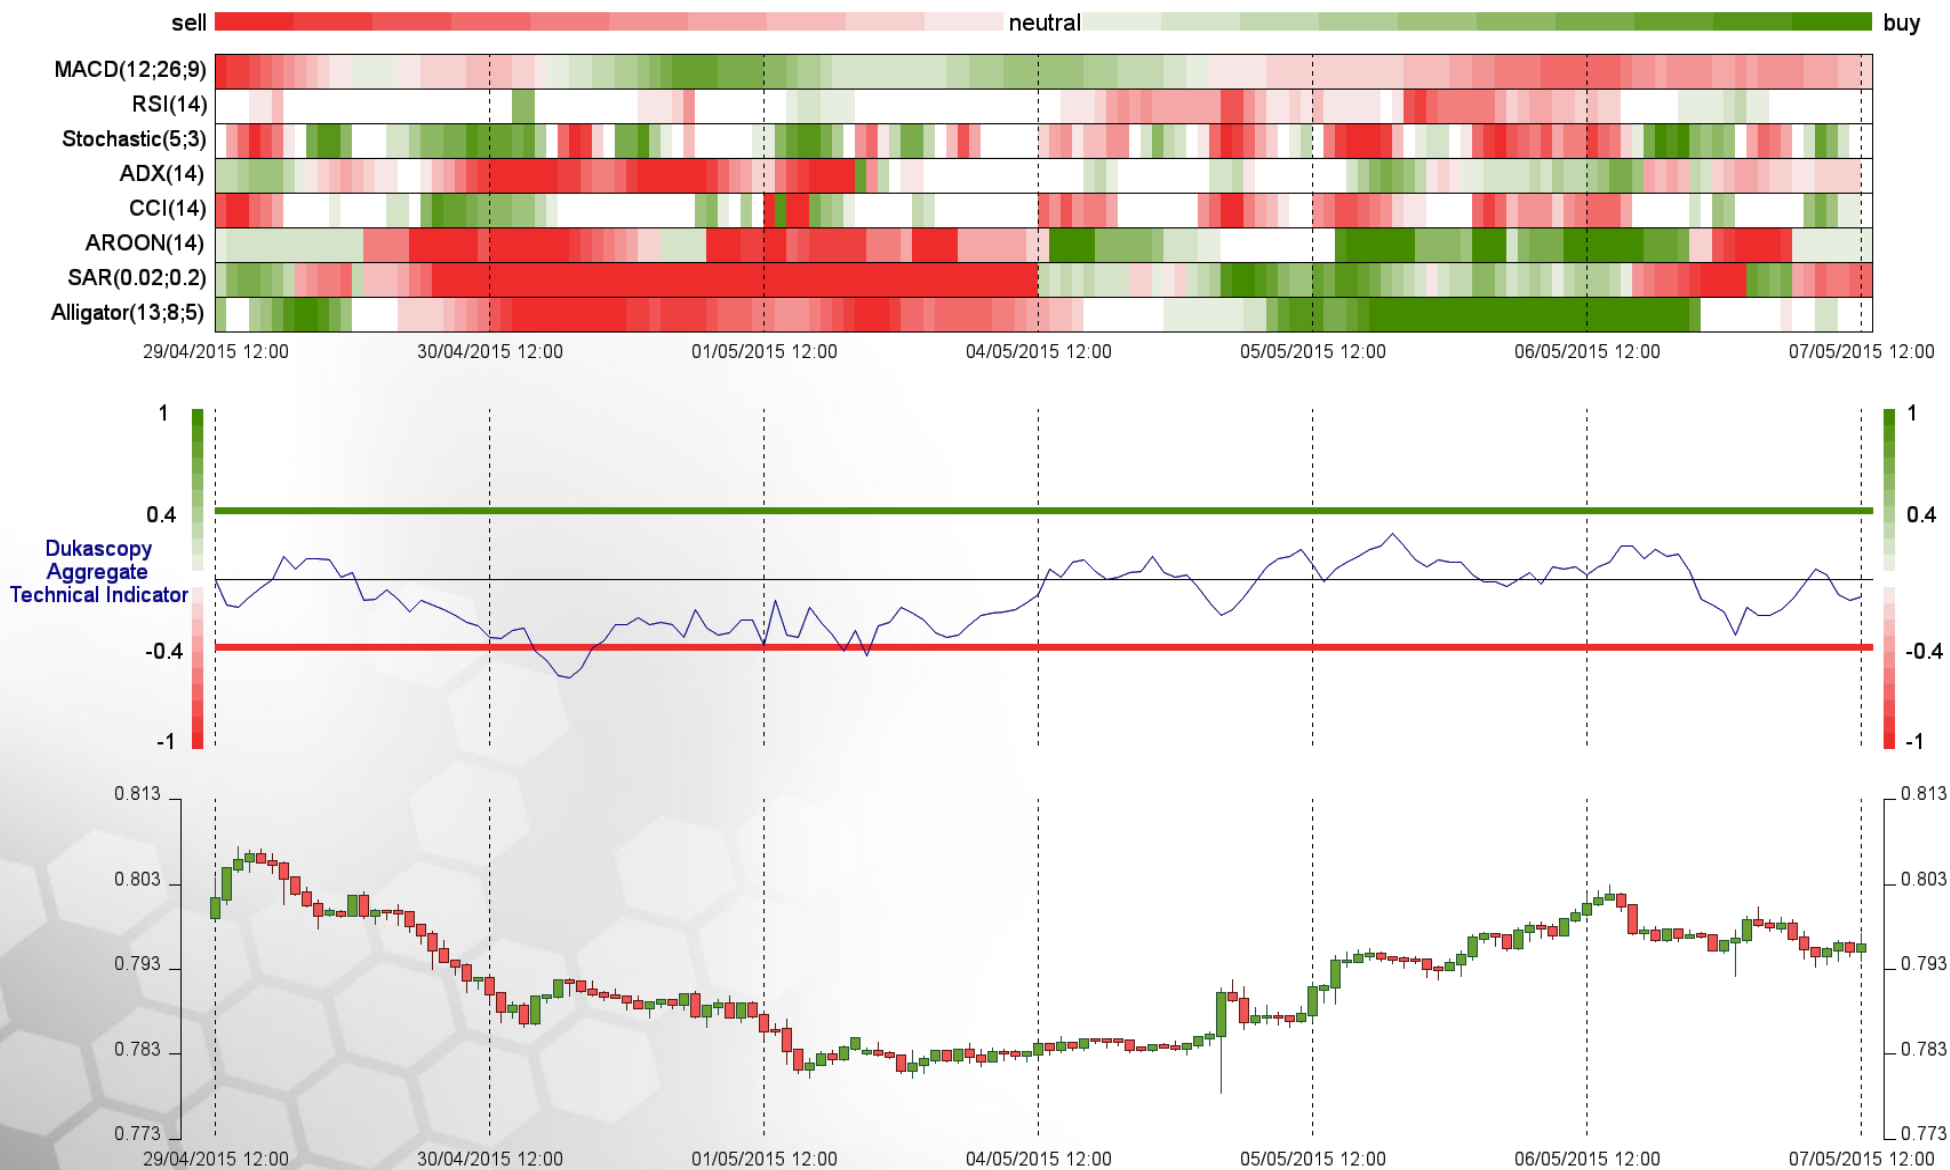 sell neutral buy
MACD(12;26;9)
RSI(14)
Stochastic(5;3)
ADX(14)
CCI(14)
AROON(14)
SAR(0.02;0.2)
Alligator(13;8;5)
29/04/2015 12:00 30/04/2015 12:00 01/05/2015 12:00 04/05/2015 12:00 05/05/2015 12:00 06/05/2015 12:00 07/05/2015 12:00
1 1
0.4 0.4
Dukascopy
Aggregate
Technical Indicator
-0.4 -0.4
-1 -1
0.813 0.813
0.803 0.803
0.793 0.793
0.783 0.783
0.773 0.773
29/04/2015 12:00 30/04/2015 12:00 01/05/2015 12:00 04/05/2015 12:00 05/05/2015 12:00 06/05/2015 12:00 07/05/2015 12:00